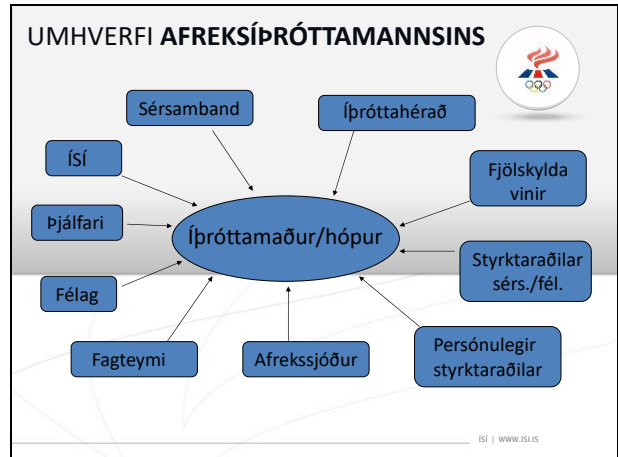 UMHVERFI AFREKSÍÞRÓTTAMANNSINS
Sérsamband
Íþróttahérað
ÍSÍ
Fjölskylda
vinir
Þjálfari
Íþróttamaður/hópur
Styrktaraðilar
sérs./fél.
Félag
Fagteymi
Afrekssjóður
Persónulegir
styrktaraðilar
ísí | www.isi.is